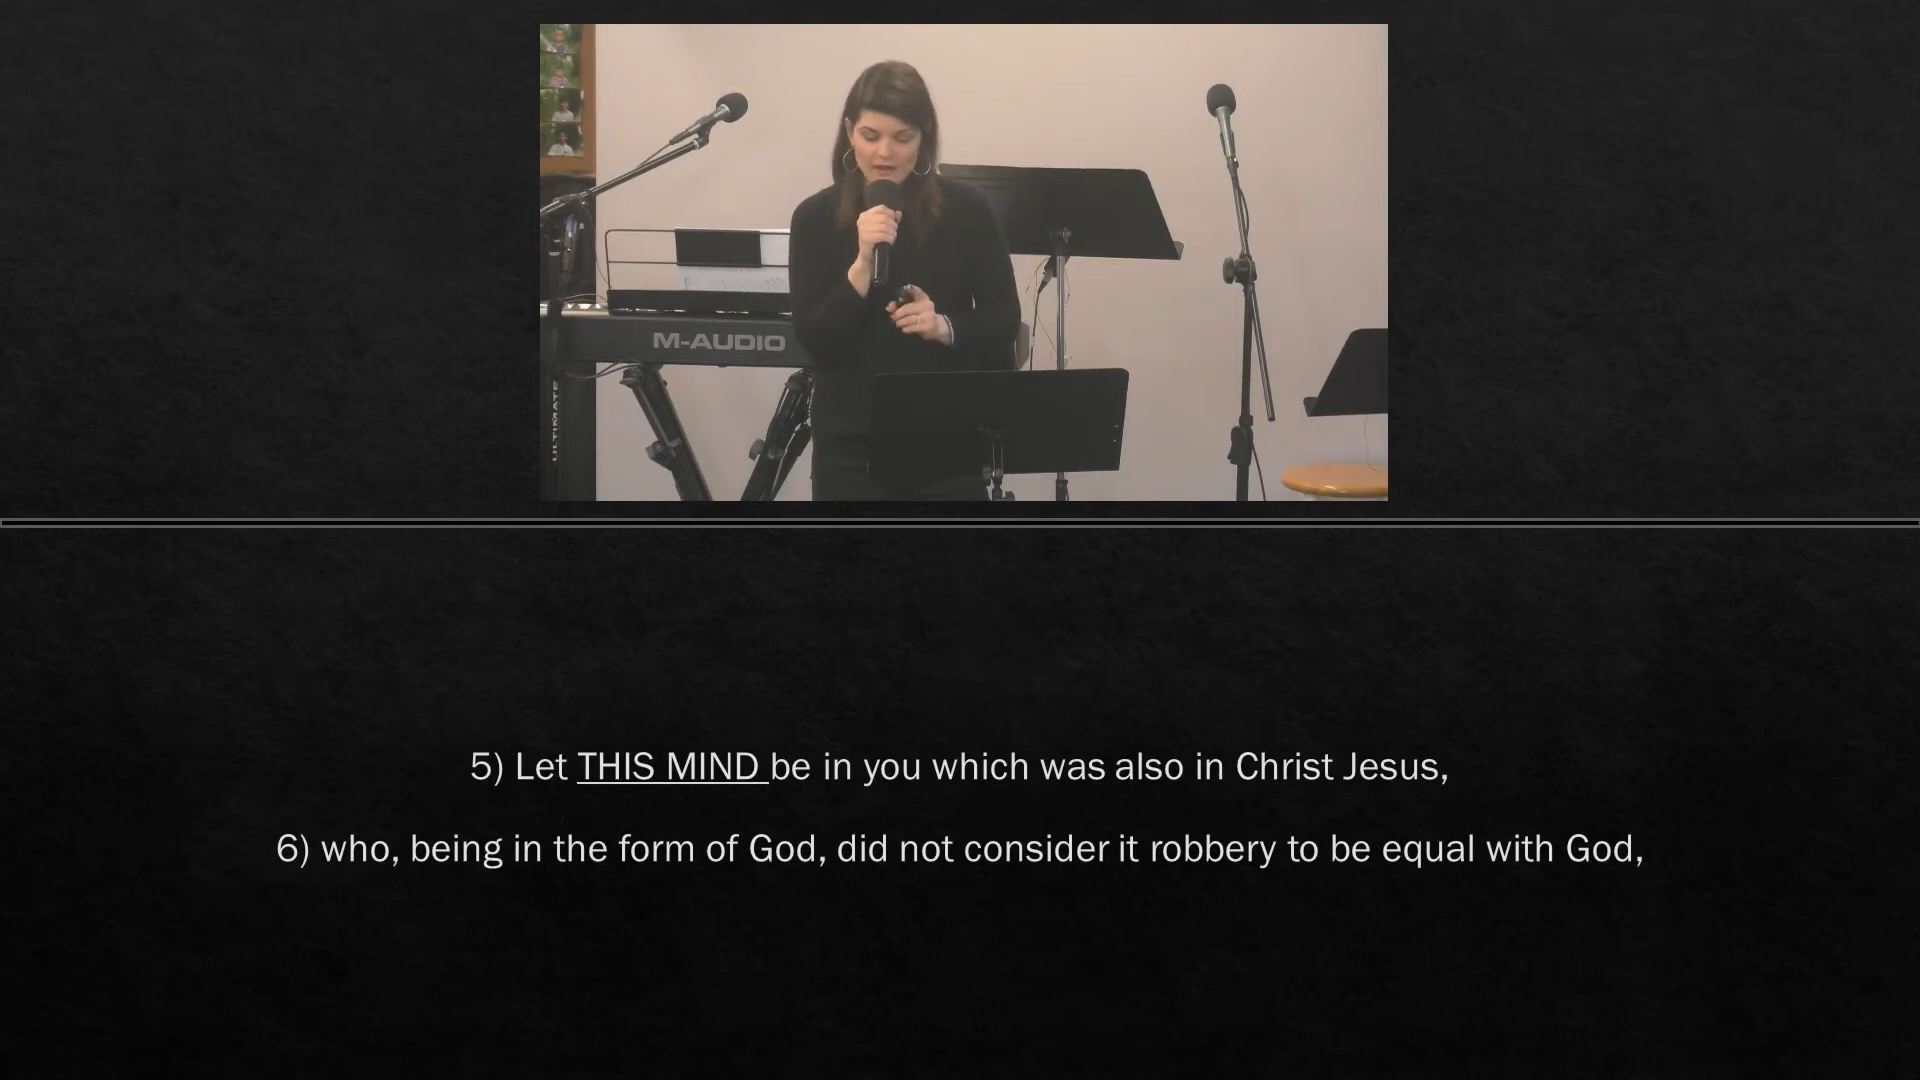 M-AUDIO
ULTIMATE
5) Let THIS MIND be in you which was also in Christ Jesus,
6) who, being in the form of God, did not consider it robbery to be equal with God,